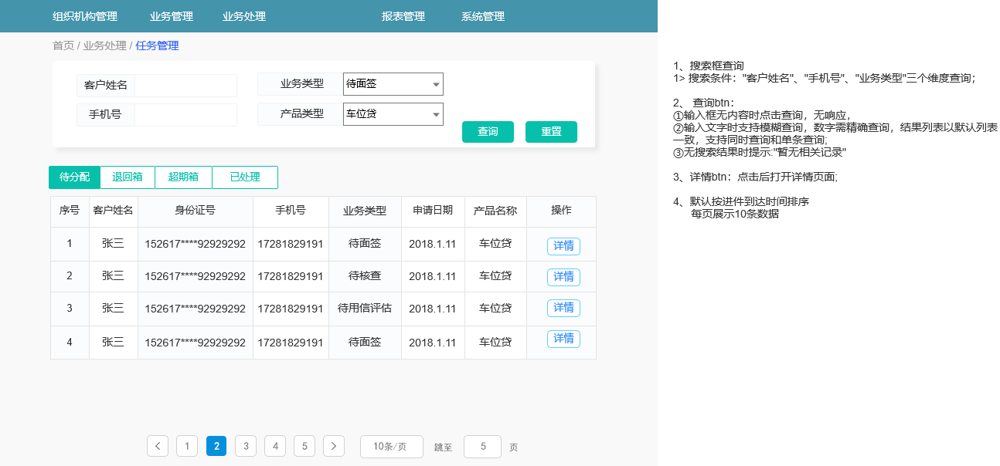 组织机构管理 业务管理 业务处理 报表管理 系统管理
首页 / 业务处理 / 任务管理
客户姓名 业务类型 待面签
手机号 产品类型 车位贷
查询 重置
待分配 退回箱 超期箱 已处理
序号 客户姓名 身份证号 手机号 业务类型 申请日期 产品名称 操作
1 张三 152617****92929292 17281829191 待面签 2018.1.11 车位贷 详情
2 张三 152617****92929292 17281829191 待核查 2018.1.11 车位贷 详情
3 张三 152617****92929292 17281829191 待用信评估 2018.1.11 车位贷 详情
4 张三 152617****92929292 17281829191 待面签 2018.1.11 车位贷 详情
< 1 2 3 4 5 > 10条/页 跳至 5 页
1、搜索框查询
1> 搜索条件："客户姓名"、"手机号"、"业务类型"三个维度查询；
2、 查询btn：
①输入框无内容时点击查询，无响应，
②输入文字时支持模糊查询，数字需精确查询，结果列表以默认列表
一致，支持同时查询和单条查询;
③无搜索结果时提示:"暂无相关记录"
3、详情btn：点击后打开详情页面;
4、默认按进件到达时间排序
每页展示10条数据